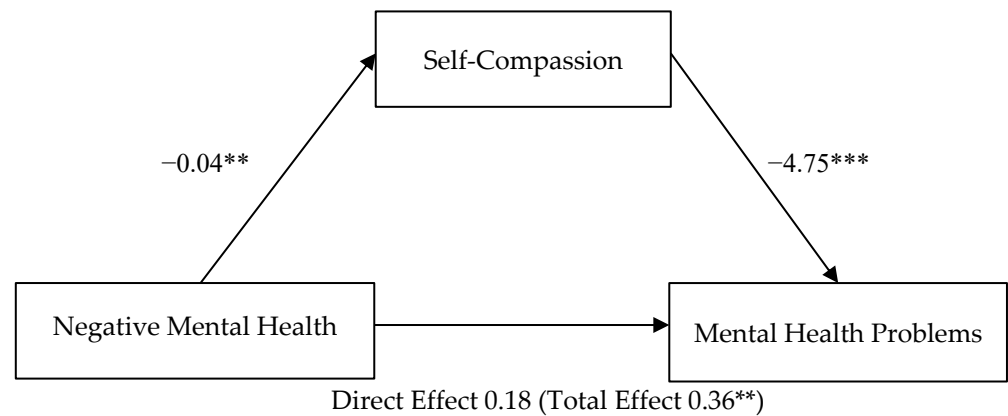 Self-Compassion
−0.04**
−4.75***
Negative Mental Health
Mental Health Problems
Direct Effect 0.18 (Total Effect 0.36**)